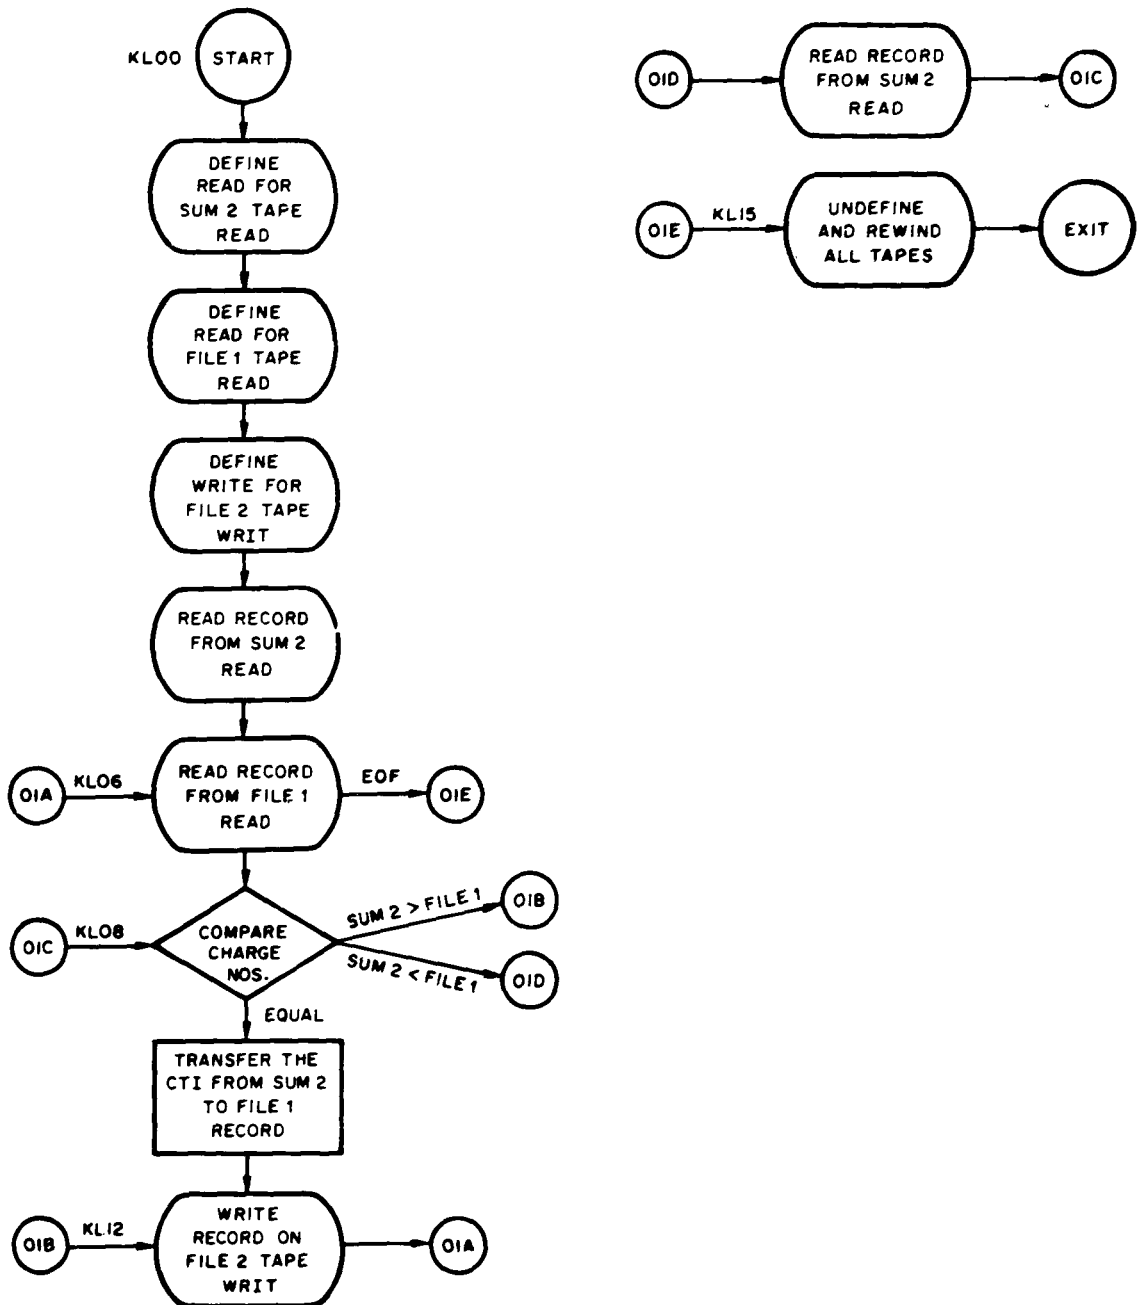 KL00
START
DEFINE
READ FOR
SUM 2 TAPE
READ
DEFINE
READ FOR
FILE 1 TAPE
READ
DEFINE
WRITE FOR
FILE 2 TAPE
WRIT
READ RECORD
FROM SUM 2
READ
01A
KL06
READ RECORD
FROM FILE 1
READ
EOF
01E
01C
KL08
COMPARE
CHARGE
NOS.
SUM 2 > FILE 1
01B
SUM 2 < FILE 1
01D
EQUAL
TRANSFER THE
CTI FROM SUM 2
TO FILE 1
RECORD
01B
KL12
WRITE
RECORD ON
FILE 2 TAPE
WRIT
01A
01D
READ RECORD
FROM SUM 2
READ
01C
01E
KL15
UNDEFINE
AND REWIND
ALL TAPES
EXIT